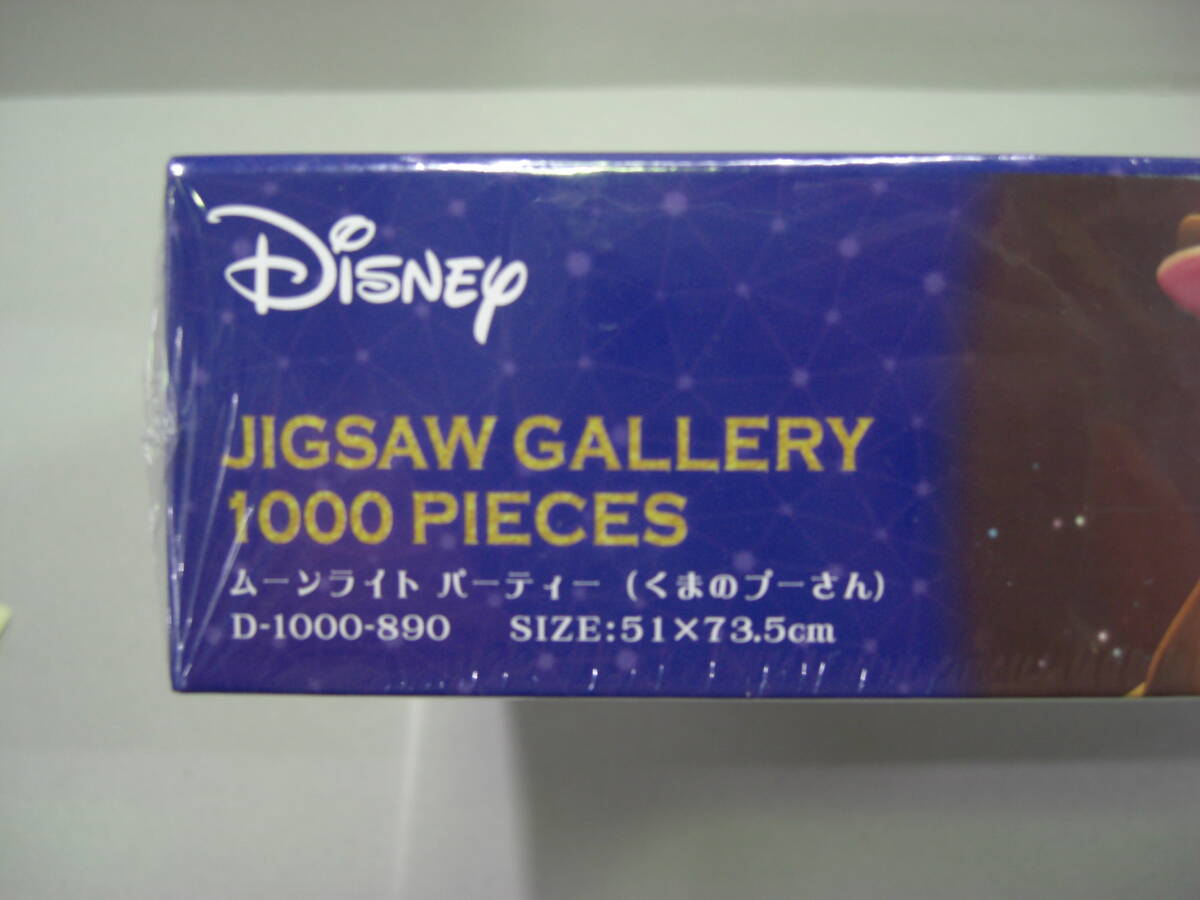 Disney
JIGSAW GALLERY
1000 PIECES
ムーンライト パーティー（くまのプーさん）
D-1000-890 SIZE:51×73.5cm